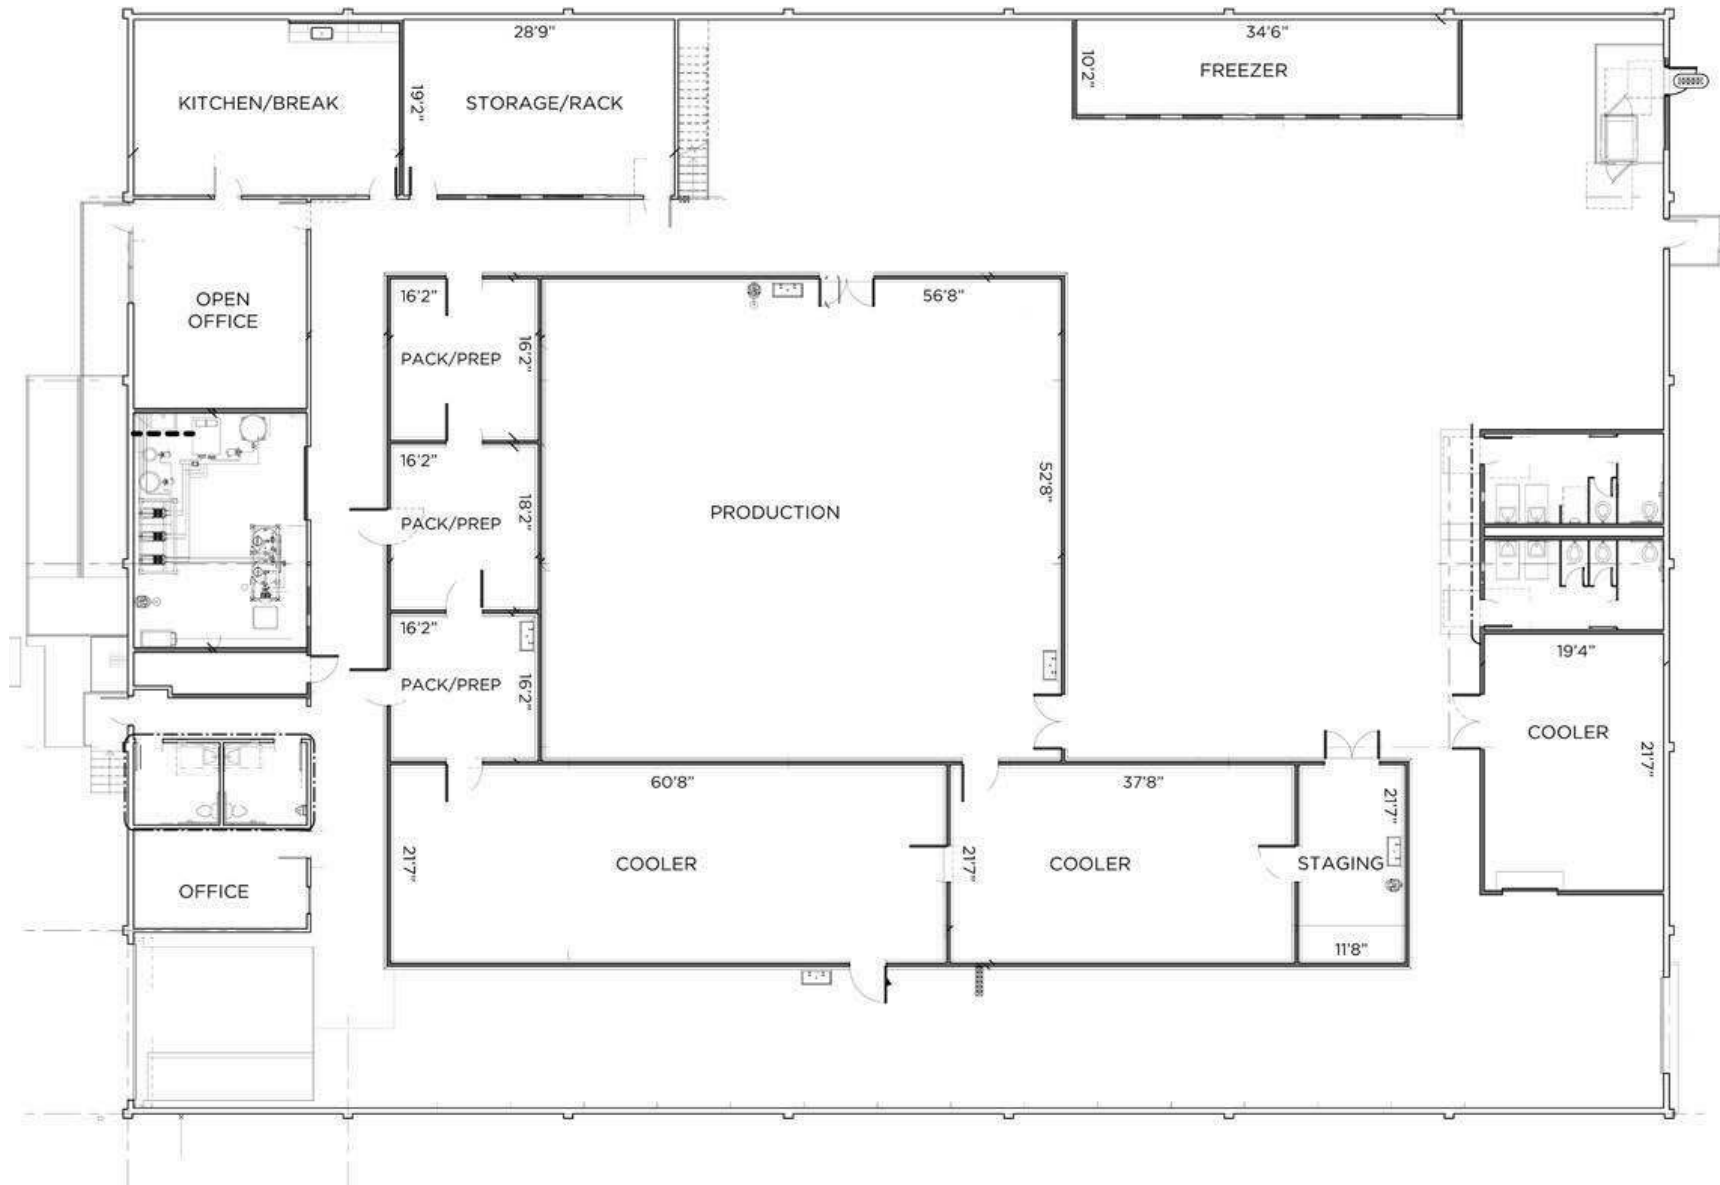 28'9"
34'6"
10'2"
FREEZER
KITCHEN/BREAK
19'2"
STORAGE/RACK
OPEN
OFFICE
16'2"
56'8"
PACK/PREP
16'2"
16'2"
52'8"
PACK/PREP
18'2"
PRODUCTION
16'2"
PACK/PREP
16'2"
19'4"
COOLER
21'7"
60'8"
37'8"
21'7"
21'7"
COOLER
21'7"
COOLER
STAGING
OFFICE
11'8"